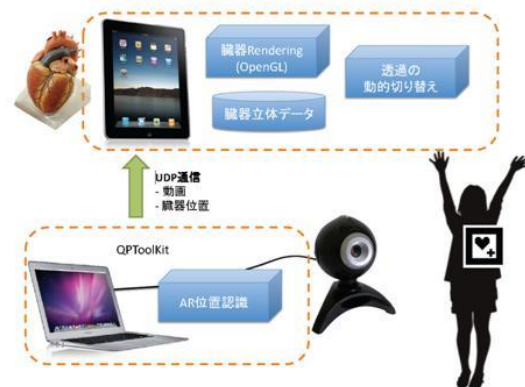 臓器Rendering
(OpenGL)
透過の
動的切り替え
臓器立体データ
UDP通信
- 動画
- 臓器位置
QPToolKit
AR位置認識